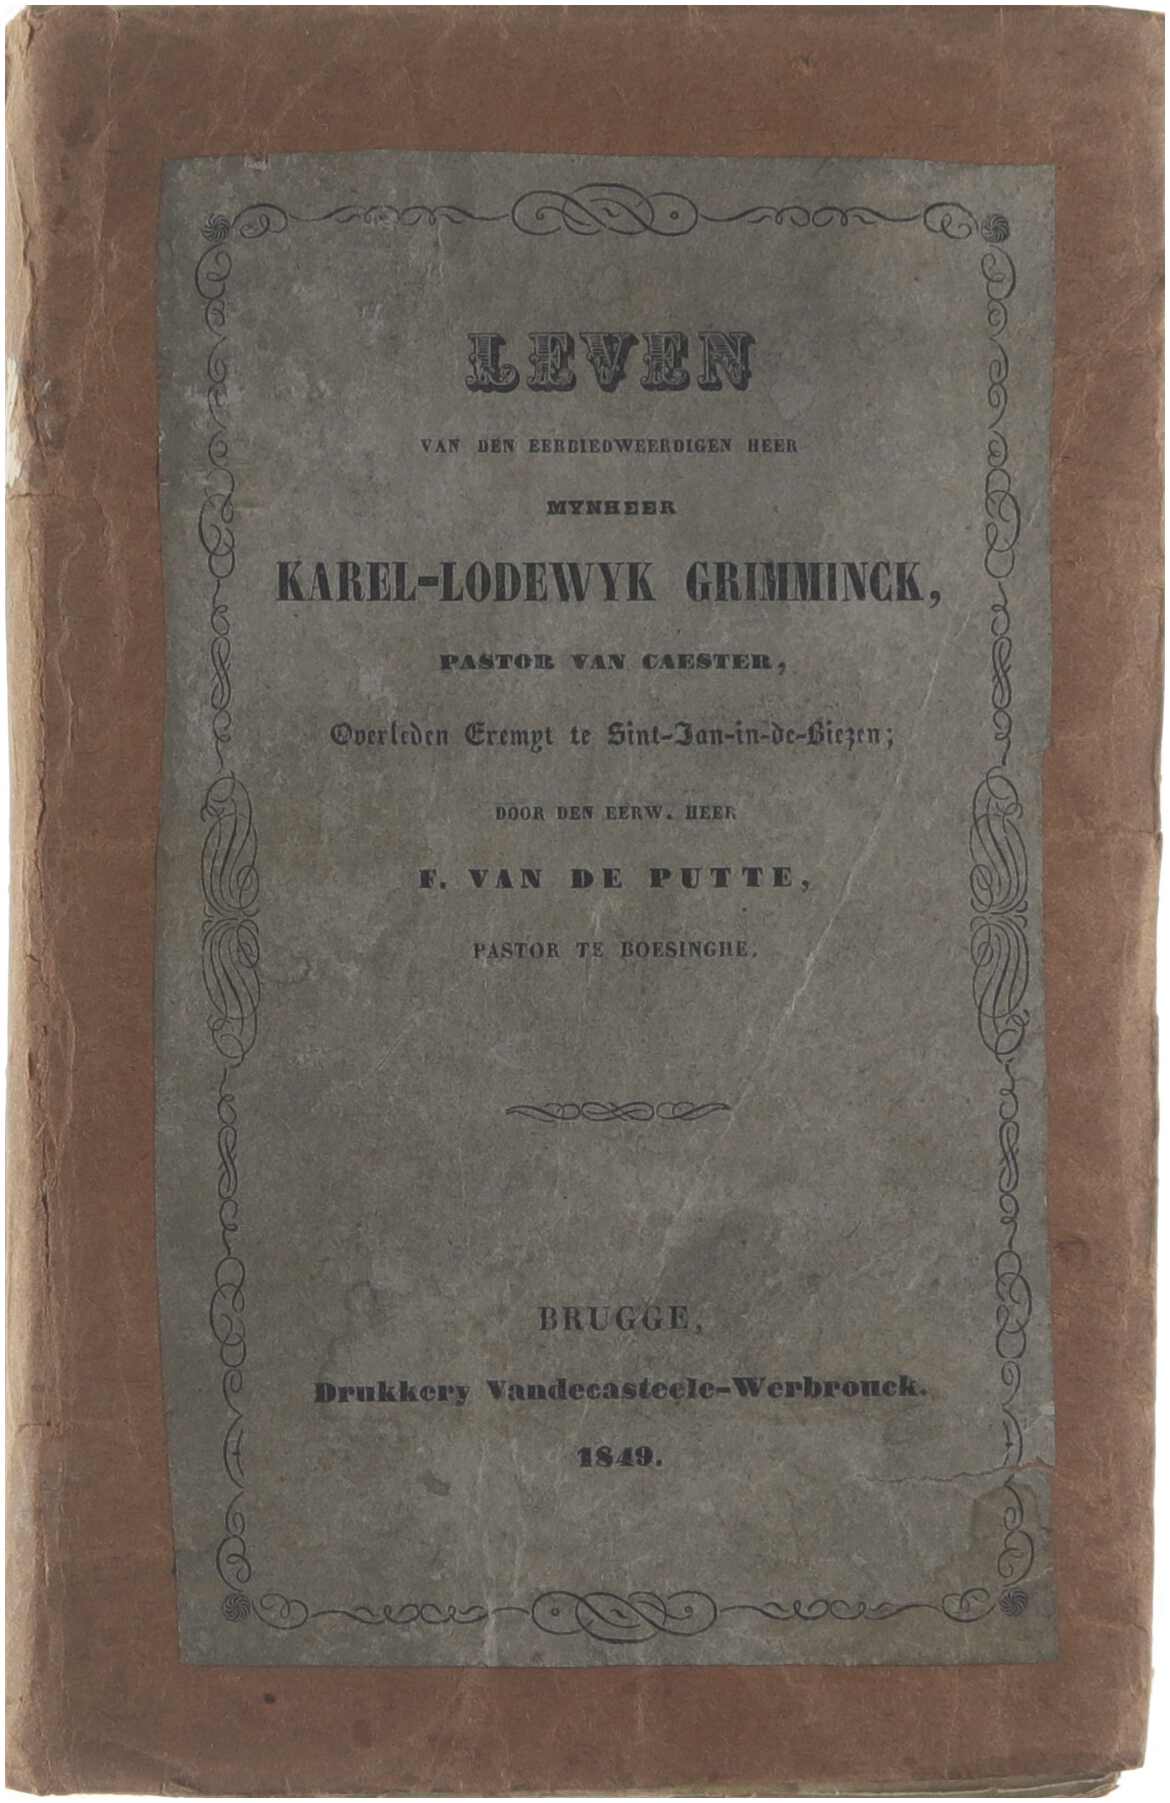 LEVEN
VAN DEN EERBIEDWEERDIGEN HEER
MYNHEER
KAREL-LODEWYK GRIMMINCK,
PASTOR VAN CAESTER,
Overleden Eremyt te Sint-Jan-in-de-Biezen;
DOOR DEN EERW. HEER
F. VAN DE PUTTE,
PASTOR TE BOESINGHE.
BRUGGE,
Drukkery Vandecasteele-Werbrouck.
1849.